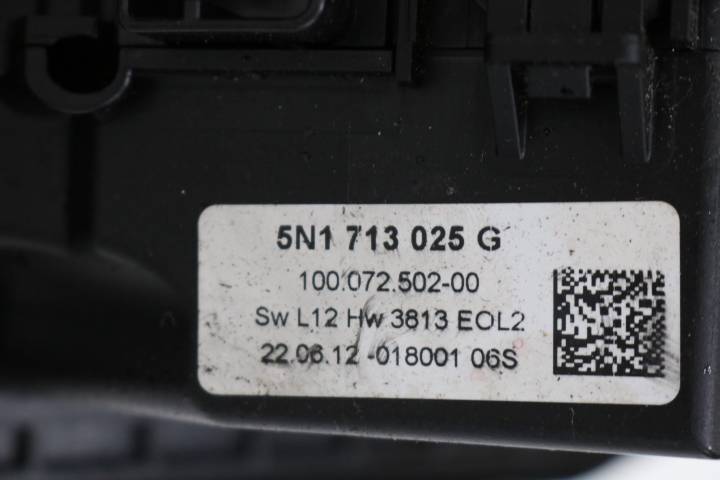 5N1 713 025 G
100.072.502-00
Sw L12 Hw 3813 EOL2
22.06.12 -018001 06S